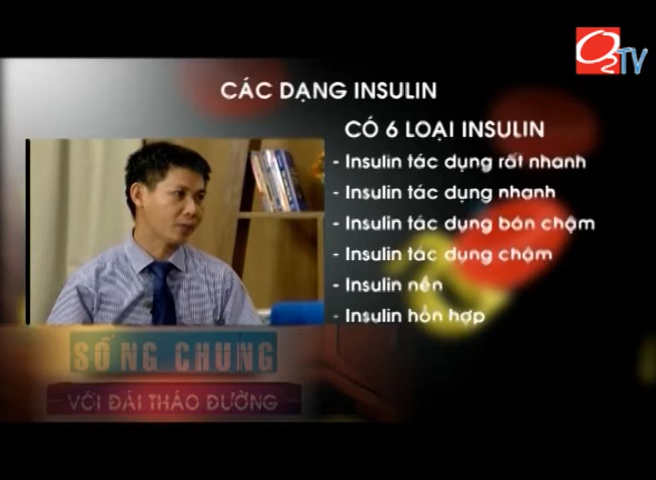 O2TV
CÁC DẠNG INSULIN
CÓ 6 LOẠI INSULIN
- Insulin tác dụng rất nhanh
- Insulin tác dụng nhanh
- Insulin tác dụng bán chậm
- Insulin tác dụng chậm
- Insulin nền
- Insulin hỗn hợp
SỐNG CHUNG
VỚI ĐÁI THÁO ĐƯỜNG